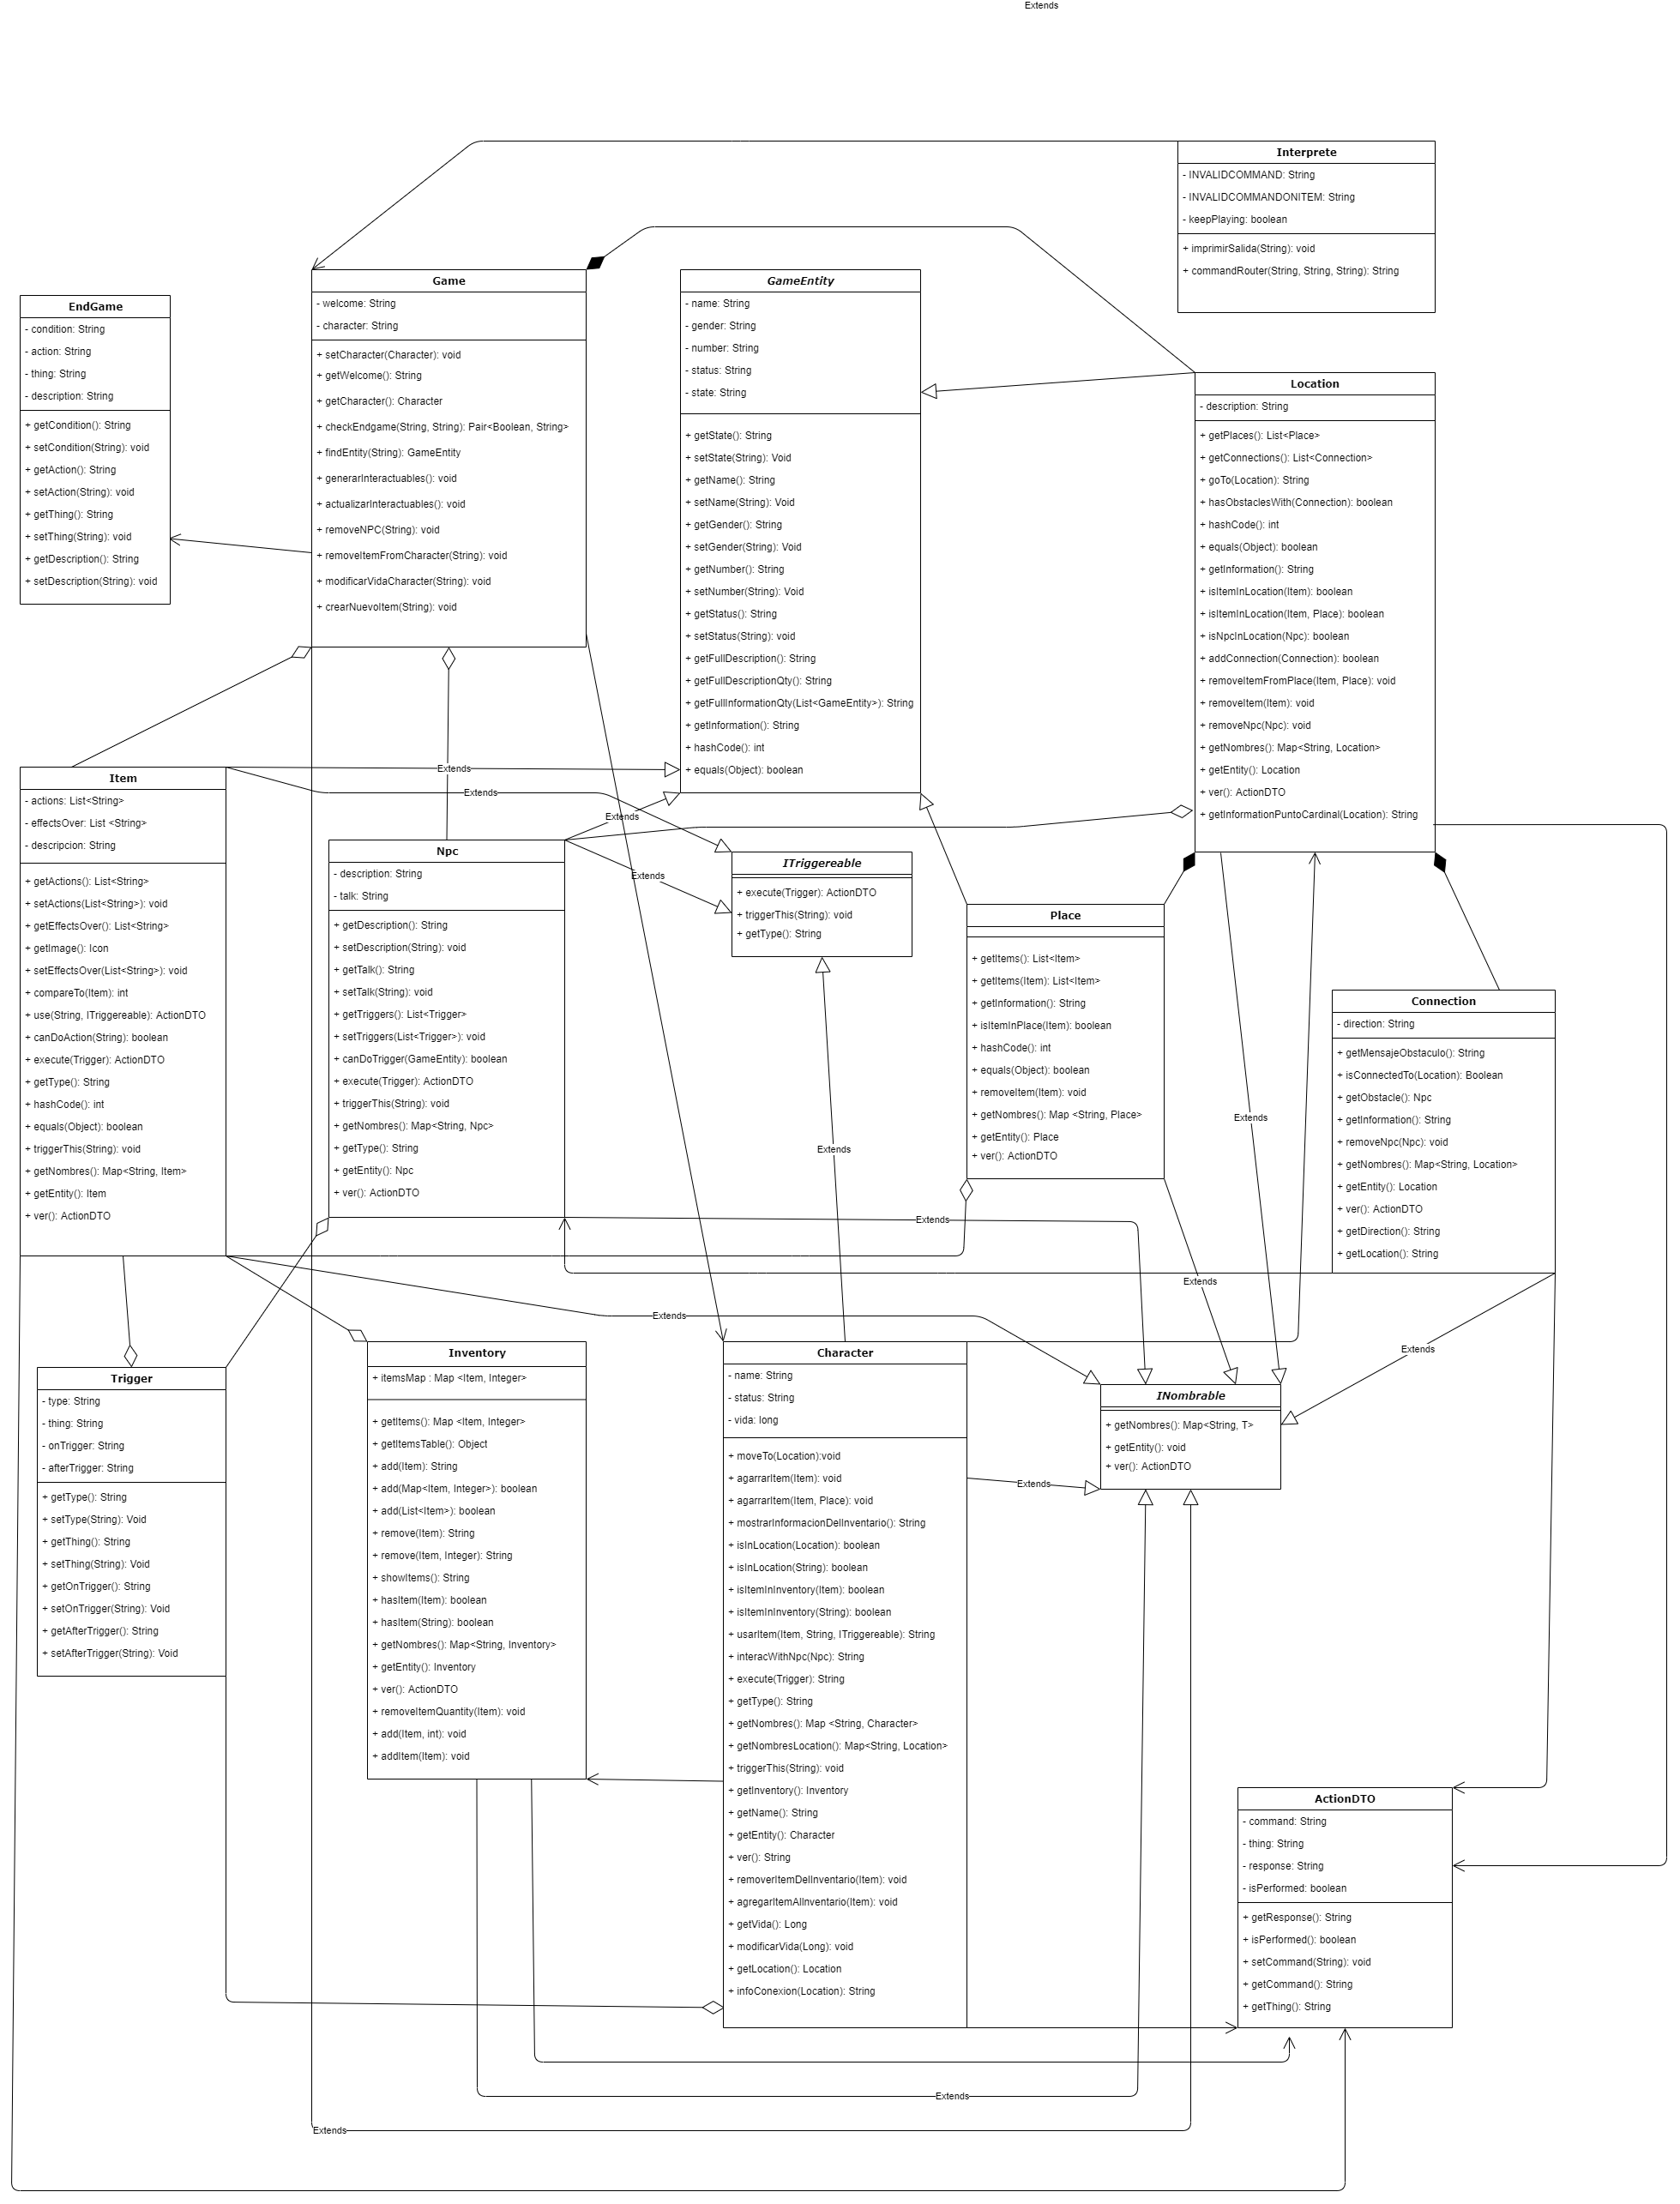 Extends
Interprete
- INVALIDCOMMAND: String
- INVALIDCOMMANDONITEM: String
- keepPlaying: boolean
+ imprimirSalida(String): void
+ commandRouter(String, String, String): String
EndGame
- condition: String
- action: String
- thing: String
- description: String
+ getCondition(): String
+ setCondition(String): void
+ getAction(): String
+ setAction(String): void
+ getThing(): String
+ setThing(String): void
+ getDescription(): String
+ setDescription(String): void
Game
- welcome: String
- character: String
+ setCharacter(Character): void
+ getWelcome(): String
+ getCharacter(): Character
+ checkEndgame(String, String): Pair<Boolean, String>
+ findEntity(String): GameEntity
+ generarInteractuables(): void
+ actualizarInteractuables(): void
+ removeNPC(String): void
+ removeItemFromCharacter(String): void
+ modificarVidaCharacter(String): void
+ crearNuevoItem(String): void
GameEntity
- name: String
- gender: String
- number: String
- status: String
- state: String
+ getState(): String
+ setState(String): Void
+ getName(): String
+ setName(String): Void
+ getGender(): String
+ setGender(String): Void
+ getNumber(): String
+ setNumber(String): Void
+ getStatus(): String
+ setStatus(String): void
+ getFullDescription(): String
+ getFullDescriptionQty(): String
+ getFullInformationQty(List<GameEntity>): String
+ getInformation(): String
+ hashCode(): int
+ equals(Object): boolean
Location
- description: String
+ getPlaces(): List<Place>
+ getConnections(): List<Connection>
+ goTo(Location): String
+ hasObstaclesWith(Connection): boolean
+ hashCode(): int
+ equals(Object): boolean
+ getInformation(): String
+ isItemInLocation(Item): boolean
+ isItemInLocation(Item, Place): boolean
+ isNpcInLocation(Npc): boolean
+ addConnection(Connection): boolean
+ removeItemFromPlace(Item, Place): void
+ removeItem(Item): void
+ removeNpc(Npc): void
+ getNombres(): Map<String, Location>
+ getEntity(): Location
+ ver(): ActionDTO
+ getInformationPuntoCardinal(Location): String
Extends
Extends
Extends
Extends
Item
- actions: List<String>
- effectsOver: List <String>
- descripcion: String
+ getActions(): List<String>
+ setActions(List<String>): void
+ getEffectsOver(): List<String>
+ getImage(): Icon
+ setEffectsOver(List<String>): void
+ compareTo(Item): int
+ use(String, ITriggereable): ActionDTO
+ canDoAction(String): boolean
+ execute(Trigger): ActionDTO
+ getType(): String
+ hashCode(): int
+ equals(Object): boolean
+ triggerThis(String): void
+ getNombres(): Map<String, Item>
+ getEntity(): Item
+ ver(): ActionDTO
Npc
- description: String
- talk: String
+ getDescription(): String
+ setDescription(String): void
+ getTalk(): String
+ setTalk(String): void
+ getTriggers(): List<Trigger>
+ setTriggers(List<Trigger>): void
+ canDoTrigger(GameEntity): boolean
+ execute(Trigger): ActionDTO
+ triggerThis(String): void
+ getNombres(): Map<String, Npc>
+ getType(): String
+ getEntity(): Npc
+ ver(): ActionDTO
ITriggereable
+ execute(Trigger): ActionDTO
+ triggerThis(String): void
+ getType(): String
Place
+ getItems(): List<Item>
+ getItems(Item): List<Item>
+ getInformation(): String
+ isItemInPlace(Item): boolean
+ hashCode(): int
+ equals(Object): boolean
+ removeItem(Item): void
+ getNombres(): Map <String, Place>
+ getEntity(): Place
+ ver(): ActionDTO
Connection
- direction: String
+ getMensajeObstaculo(): String
+ isConnectedTo(Location): Boolean
+ getObstacle(): Npc
+ getInformation(): String
+ removeNpc(Npc): void
+ getNombres(): Map<String, Location>
+ getEntity(): Location
+ ver(): ActionDTO
+ getDirection(): String
+ getLocation(): String
Extends
Extends
Extends
Extends
Extends
Extends
Trigger
- type: String
- thing: String
- onTrigger: String
- afterTrigger: String
+ getType(): String
+ setType(String): Void
+ getThing(): String
+ setThing(String): Void
+ getOnTrigger(): String
+ setOnTrigger(String): Void
+ getAfterTrigger(): String
+ setAfterTrigger(String): Void
Inventory
+ itemsMap : Map <Item, Integer>
+ getItems(): Map <Item, Integer>
+ getItemsTable(): Object
+ add(Item): String
+ add(Map<Item, Integer>): boolean
+ add(List<Item>): boolean
+ remove(Item): String
+ remove(Item, Integer): String
+ showItems(): String
+ hasItem(Item): boolean
+ hasItem(String): boolean
+ getNombres(): Map<String, Inventory>
+ getEntity(): Inventory
+ ver(): ActionDTO
+ removeItemQuantity(Item): void
+ add(Item, int): void
+ addItem(Item): void
Character
- name: String
- status: String
- vida: long
+ moveTo(Location):void
+ agarrarItem(Item): void
+ agarrarItem(Item, Place): void
+ mostrarInformacionDelInventario(): String
+ isInLocation(Location): boolean
+ isInLocation(String): boolean
+ isItemInInventory(Item): boolean
+ isItemInInventory(String): boolean
+ usarItem(Item, String, ITriggereable): String
+ interacWithNpc(Npc): String
+ execute(Trigger): String
+ getType(): String
+ getNombres(): Map <String, Character>
+ getNombresLocation(): Map<String, Location>
+ triggerThis(String): void
+ getInventory(): Inventory
+ getName(): String
+ getEntity(): Character
+ ver(): String
+ removerItemDelInventario(Item): void
+ agregarItemAlInventario(Item): void
+ getVida(): Long
+ modificarVida(Long): void
+ getLocation(): Location
+ infoConexion(Location): String
INombrable
+ getNombres(): Map<String, T>
+ getEntity(): void
+ ver(): ActionDTO
Extends
ActionDTO
- command: String
- thing: String
- response: String
- isPerformed: boolean
+ getResponse(): String
+ isPerformed(): boolean
+ setCommand(String): void
+ getCommand(): String
+ getThing(): String
Extends
Extends